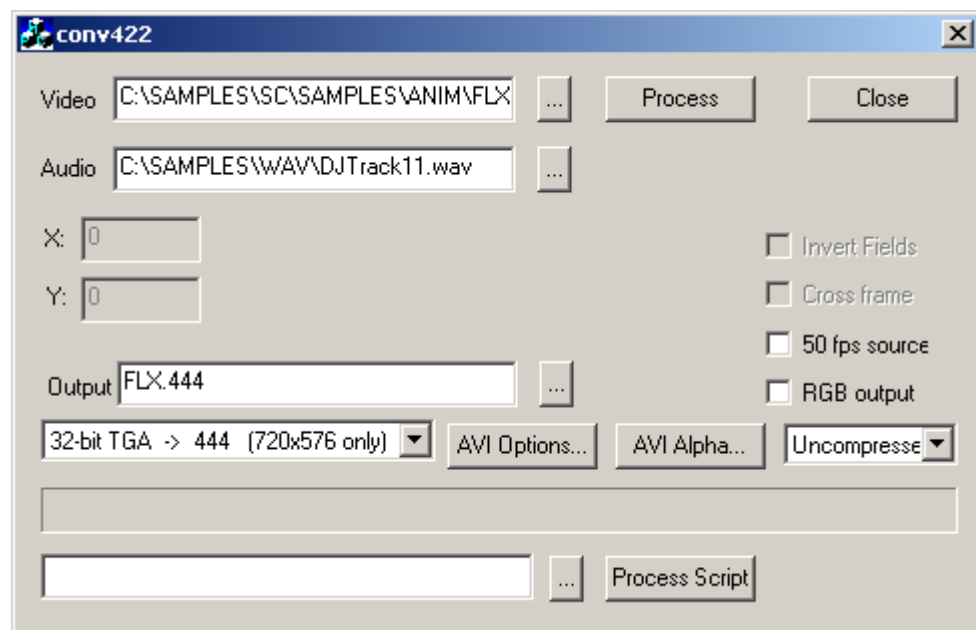 conv422
Video C:\SAMPLES\SC\SAMPLES\ANIM\FLX ... Process Close
Audio C:\SAMPLES\WAV\DJTrack11.wav ...
X: 0
Invert Fields
Y: 0
Cross frame
50 fps source
Output FLX.444 ...
RGB output
32-bit TGA -> 444 (720x576 only) AVI Options... AVI Alpha... Uncompresse
... Process Script